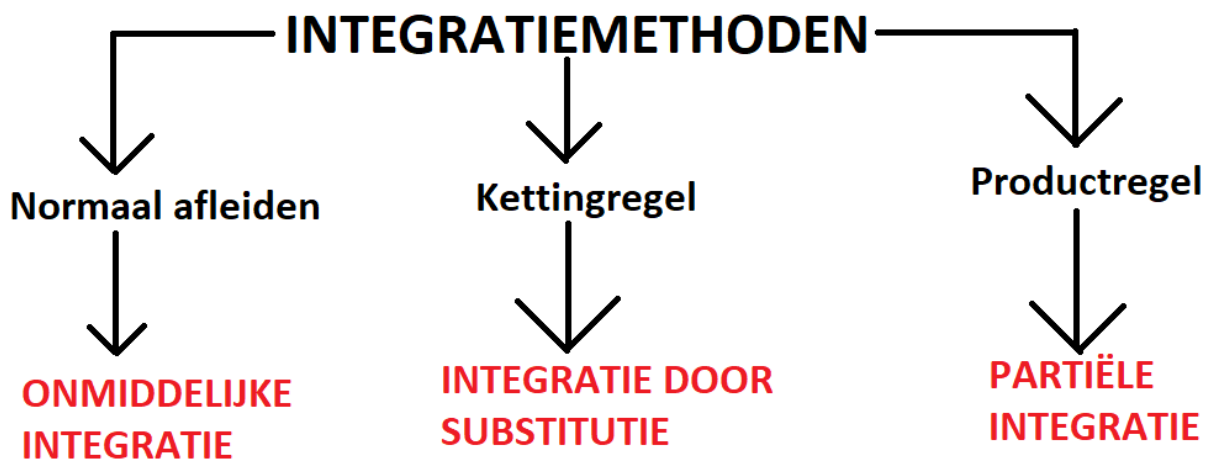 INTEGRATIEMETHODEN
Normaal afleiden
Kettingregel
Productregel
ONMIDDELIJKE
INTEGRATIE
INTEGRATIE DOOR
SUBSTITUTIE
PARTIËLE
INTEGRATIE